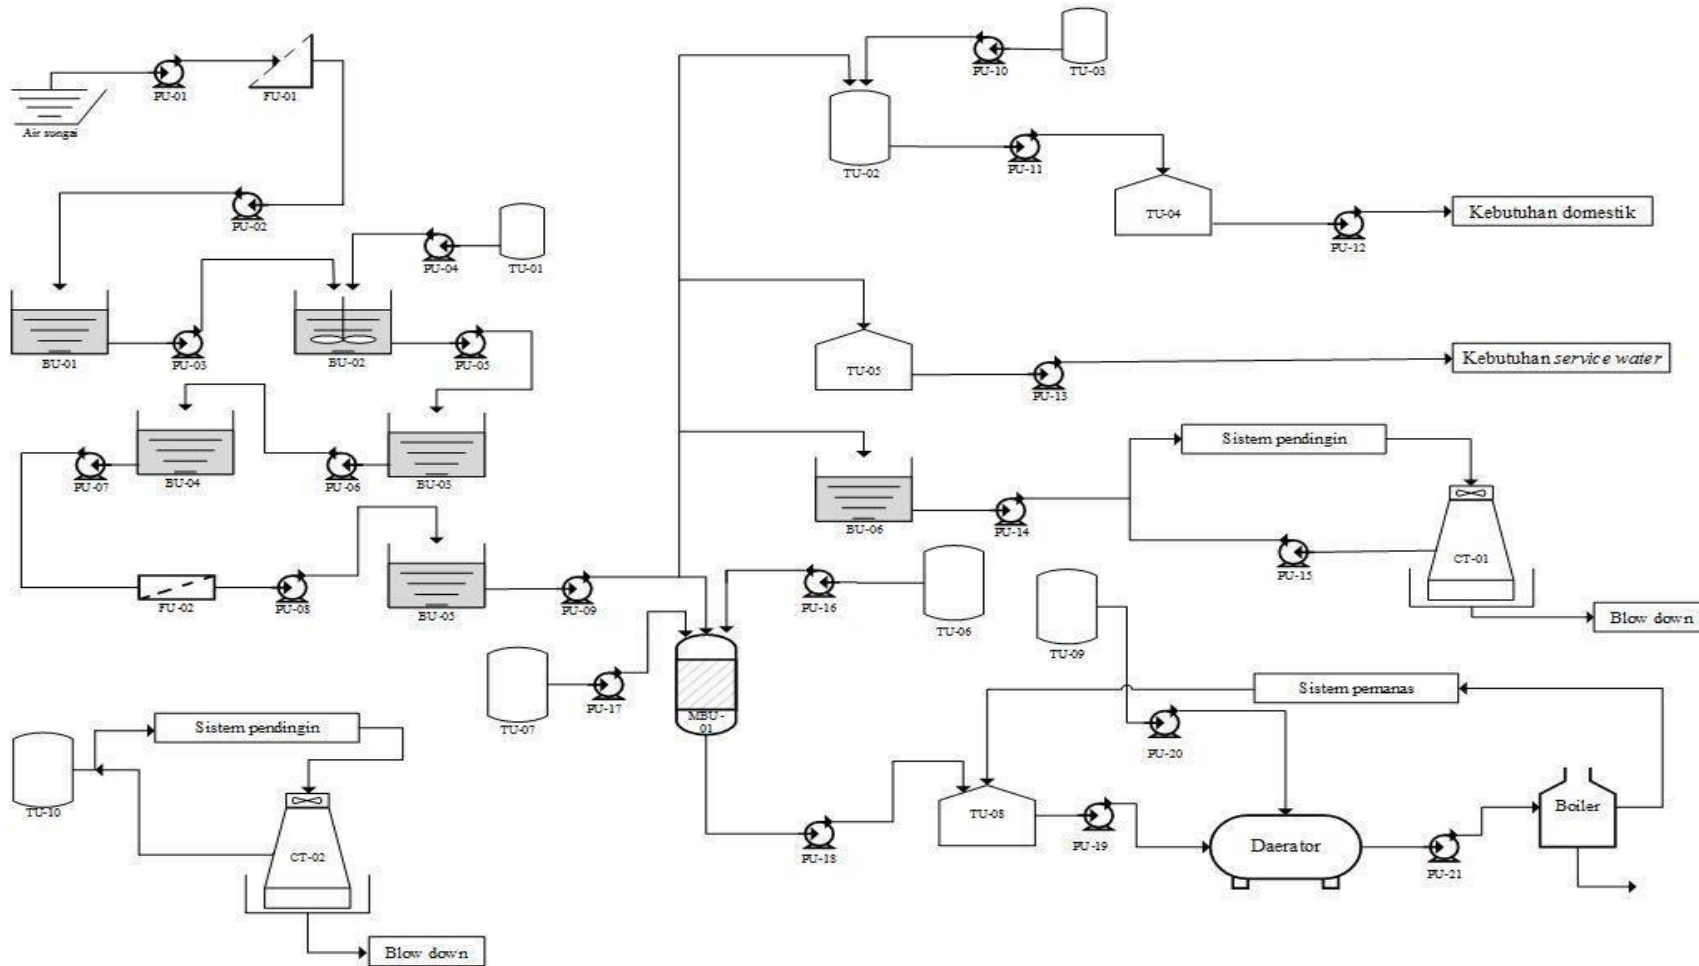 TU-03
PU-10
PU-01
FU-01
Air sungai
TU-02
PU-11
TU-04
PU-12
Kebutuhan domestik
PU-02
PU-04
TU-01
BU-01
PU-03
BU-02
PU-05
TU-05
PU-13
Kebutuhan service water
Sistem pendingin
PU-07
BU-04
PU-06
BU-03
BU-06
PU-14
PU-15
CT-01
FU-02
PU-08
BU-05
PU-09
PU-16
TU-06
TU-09
Blow down
TU-07
PU-17
MBU-
01
Sistem pemanas
Sistem pendingin
PU-20
TU-10
CT-02
PU-18
TU-08
PU-19
Daerator
PU-21
Boiler
Blow down